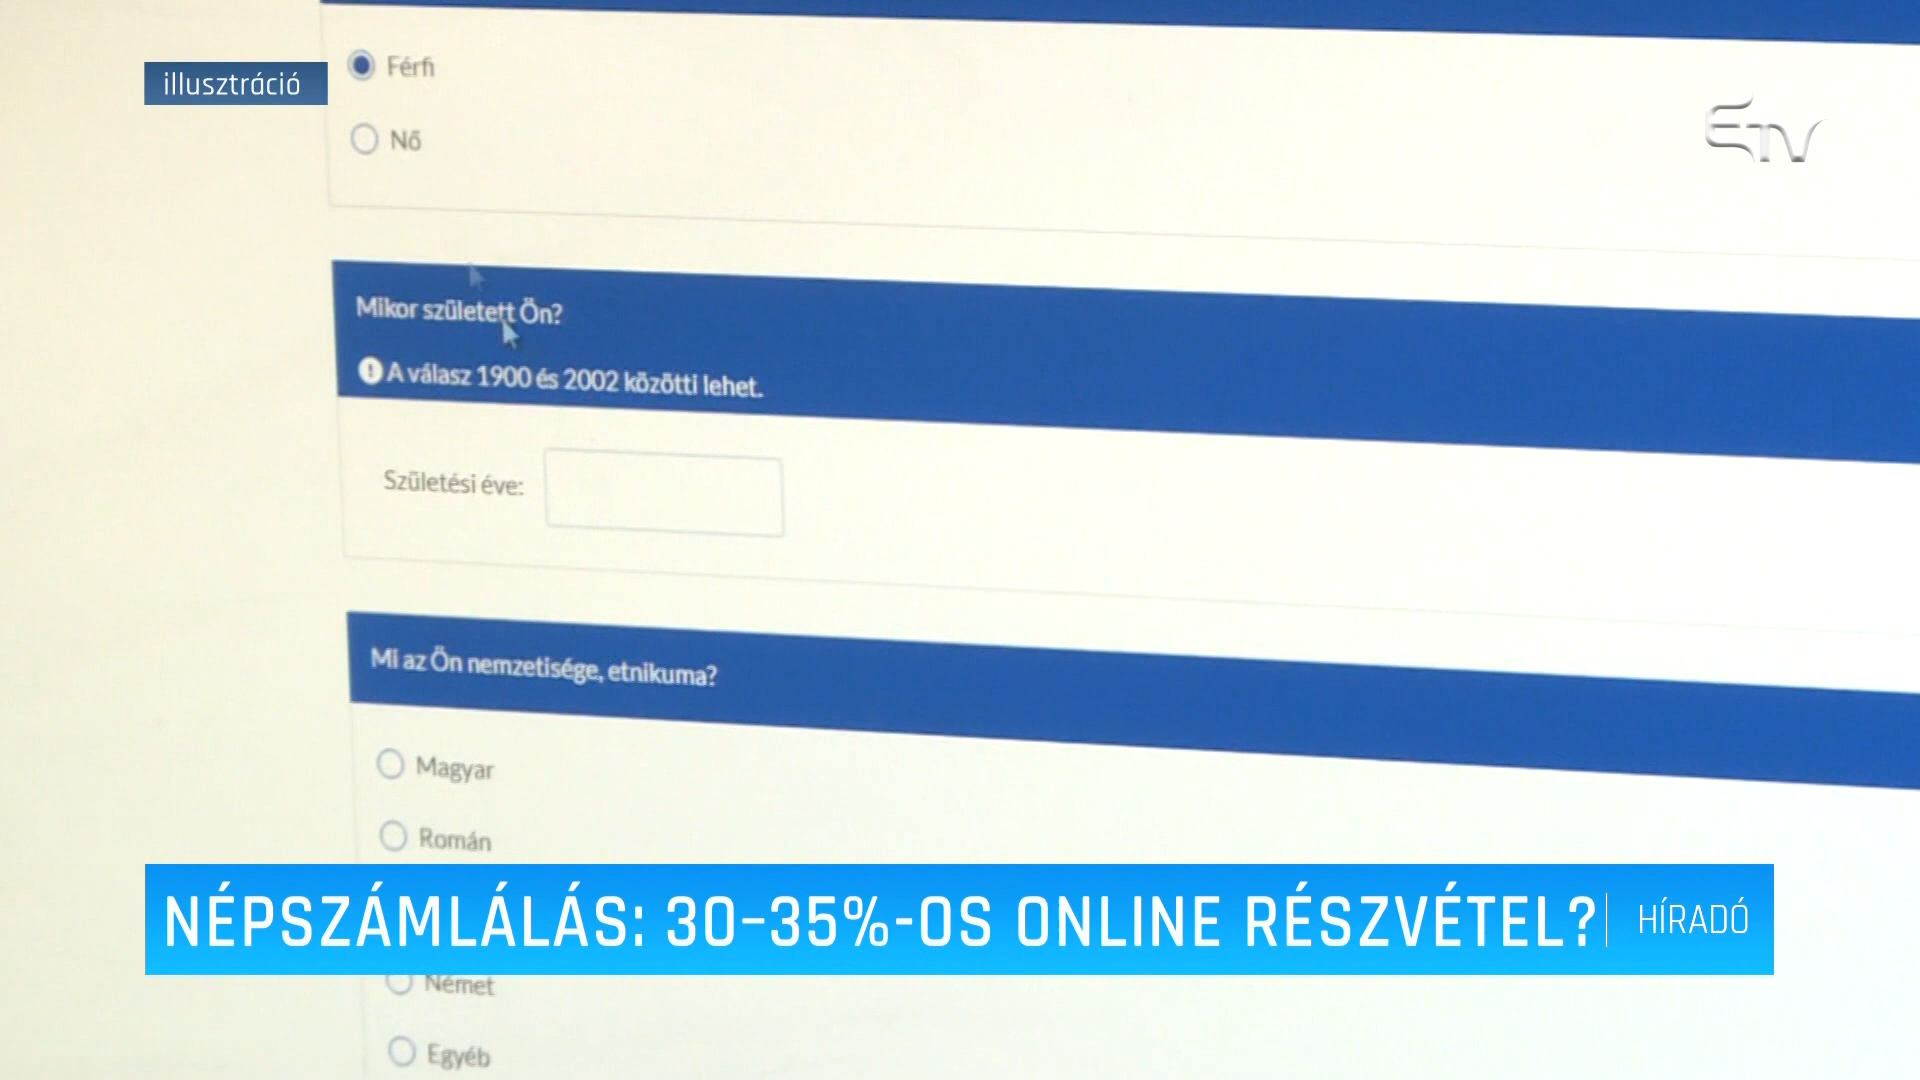 illusztráció
Férfi
Nő
ETV
Mikor született Ön?
A válasz 1900 és 2002 közötti lehet.
Születési éve:
Mi az Ön nemzetisége, etnikuma?
Magyar
Román
NÉPSZÁMLÁLÁS: 30-35%-OS ONLINE RÉSZVÉTEL?
HÍRADÓ
Német
Egyéb